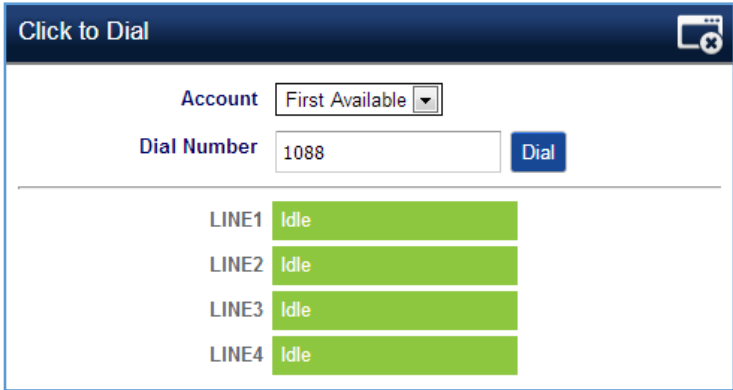 Click to Dial
Account First Available
Dial Number 1088 Dial
LINE1 Idle
LINE2 Idle
LINE3 Idle
LINE4 Idle